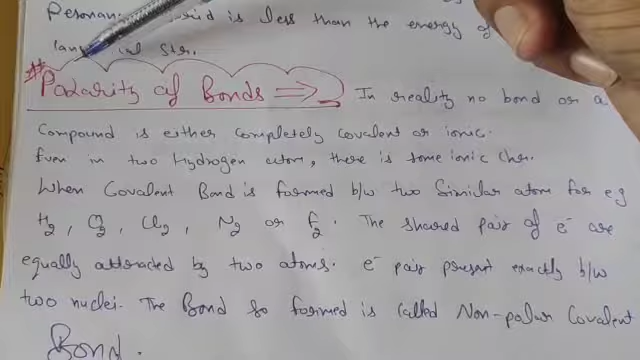 Resonance hybrid is less than the energy of
Str.
# Polarity of Bonds ⇒ In reality no bond or a
Compound is either completely covalent or ionic.
Even in two Hydrogen atom, there is some ionic Chr.
When Covalent Bond is formed b/w two Similar atom for e.g
H2, O2, Cl2, N2 or F2. The shared pair of e⁻ are
equally attracted by two atoms. e⁻ pair present exactly b/w
two nuclei. The Bond so formed is called Non-polar Covalent
Bond.